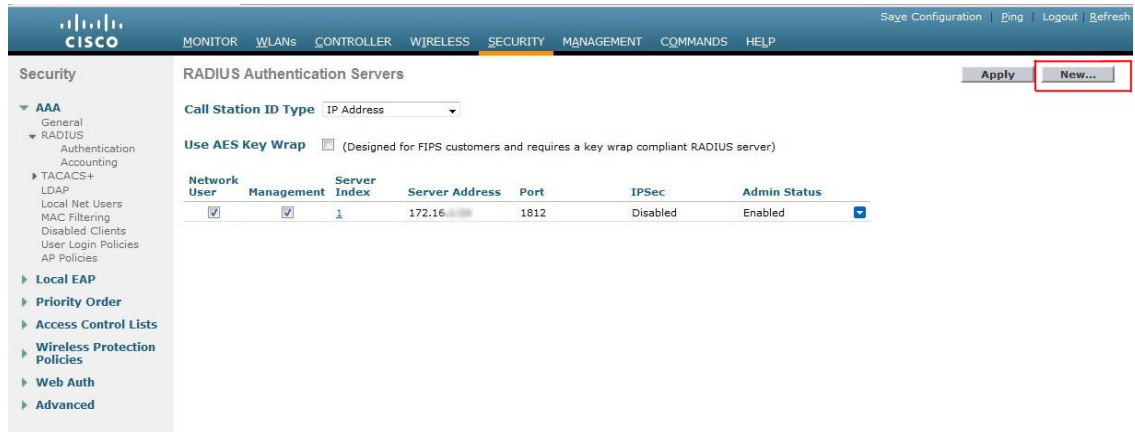 Save Configuration | Ping | Logout | Refresh
CISCO
MONITOR WLANs CONTROLLER WIRELESS SECURITY MANAGEMENT COMMANDS HELP
Security
AAA
General
RADIUS
Authentication
Accounting
TACACS+
LDAP
Local Net Users
MAC Filtering
Disabled Clients
User Login Policies
AP Policies
Local EAP
Priority Order
Access Control Lists
Wireless Protection
Policies
Web Auth
Advanced
RADIUS Authentication Servers
Apply
New...
Call Station ID Type IP Address
Use AES Key Wrap (Designed for FIPS customers and requires a key wrap compliant RADIUS server)
Network
User Management Server
Index Server Address Port IPSec Admin Status
1 172.16. 1812 Disabled Enabled